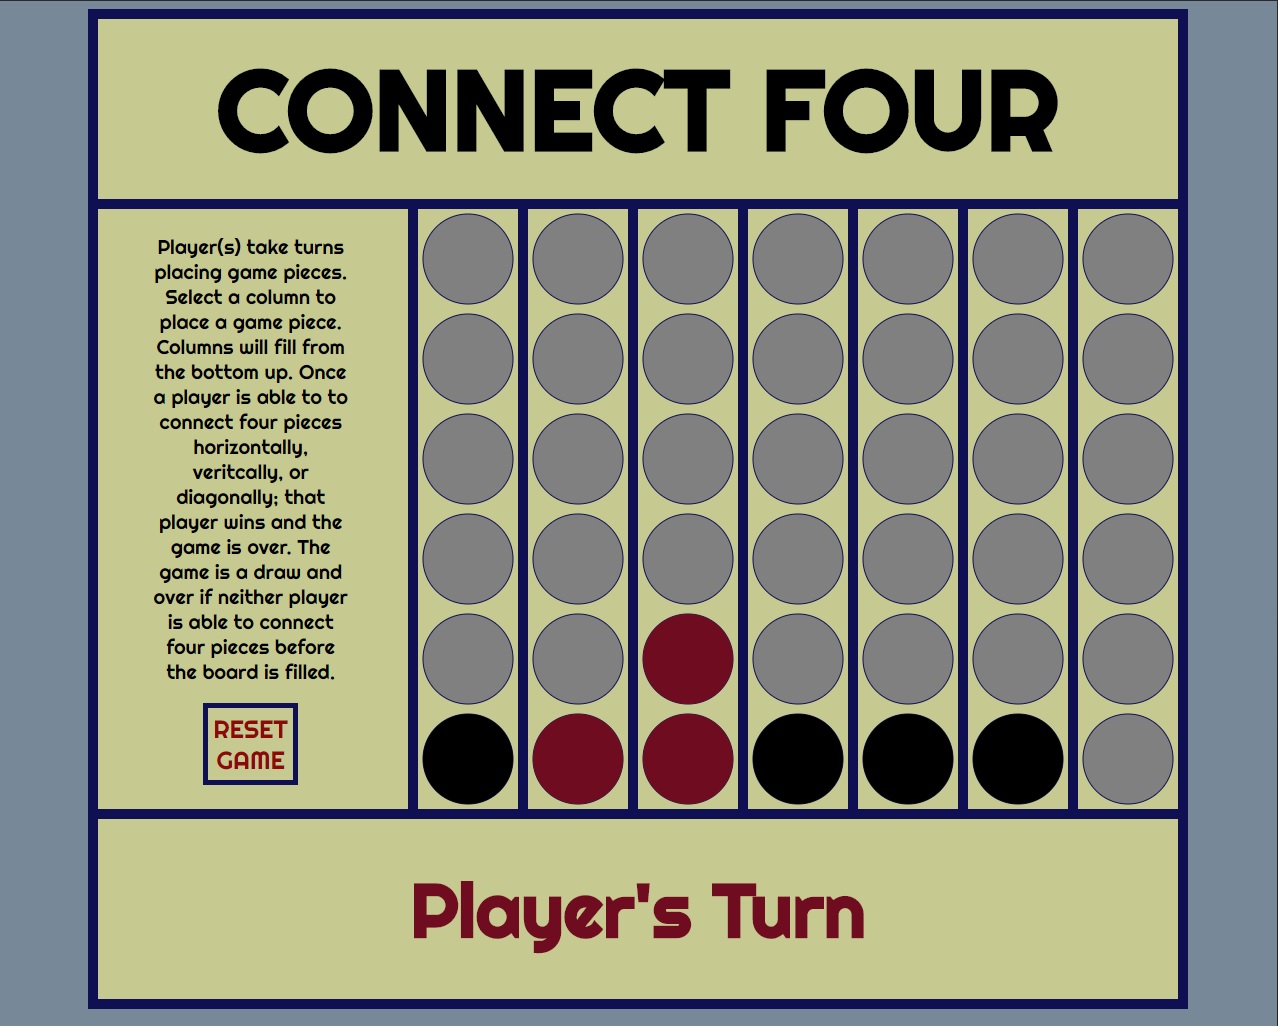 CONNECT FOUR
Player(s) take turns
placing game pieces.
Select a column to
place a game piece.
Columns will fill from
the bottom up. Once
a player is able to to
connect four pieces
horizontally,
veritcally, or
diagonally; that
player wins and the
game is over. The
game is a draw and
over if neither player
is able to connect
four pieces before
the board is filled.
RESET
GAME
Player's Turn